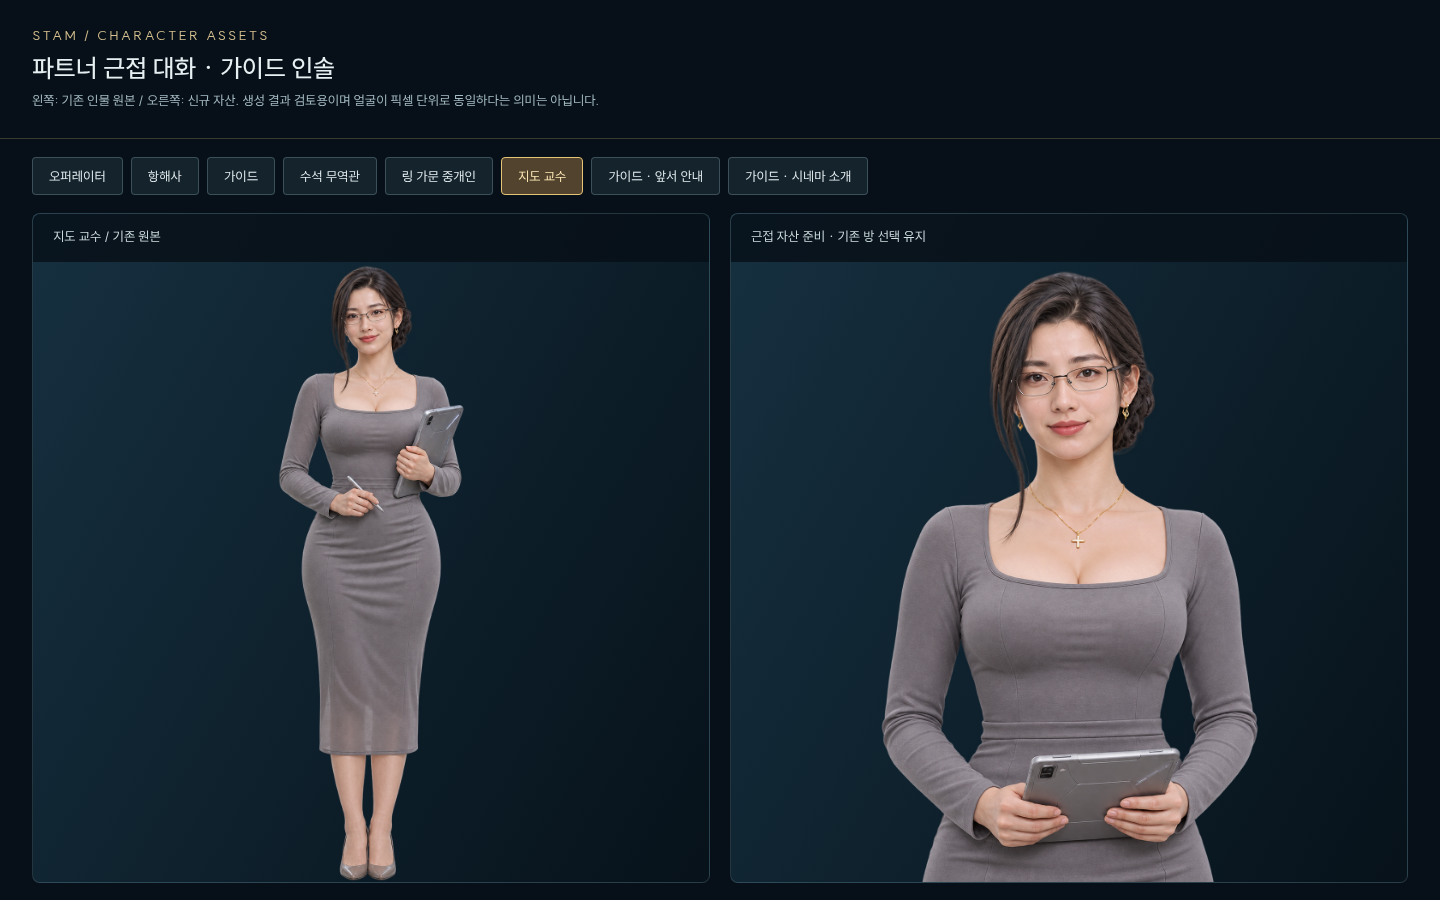 STAM / CHARACTER ASSETS
파트너 근접 대화 · 가이드 인솔
왼쪽: 기존 인물 원본 / 오른쪽: 신규 자산. 생성 결과 검토용이며 얼굴이 픽셀 단위로 동일하다는 의미는 아닙니다.
오퍼레이터
항해사
가이드
수석 무역관
링 가문 중개인
지도 교수
가이드 · 앞서 안내
가이드 · 시네마 소개
지도 교수 / 기존 원본
근접 자산 준비 · 기존 방 선택 유지